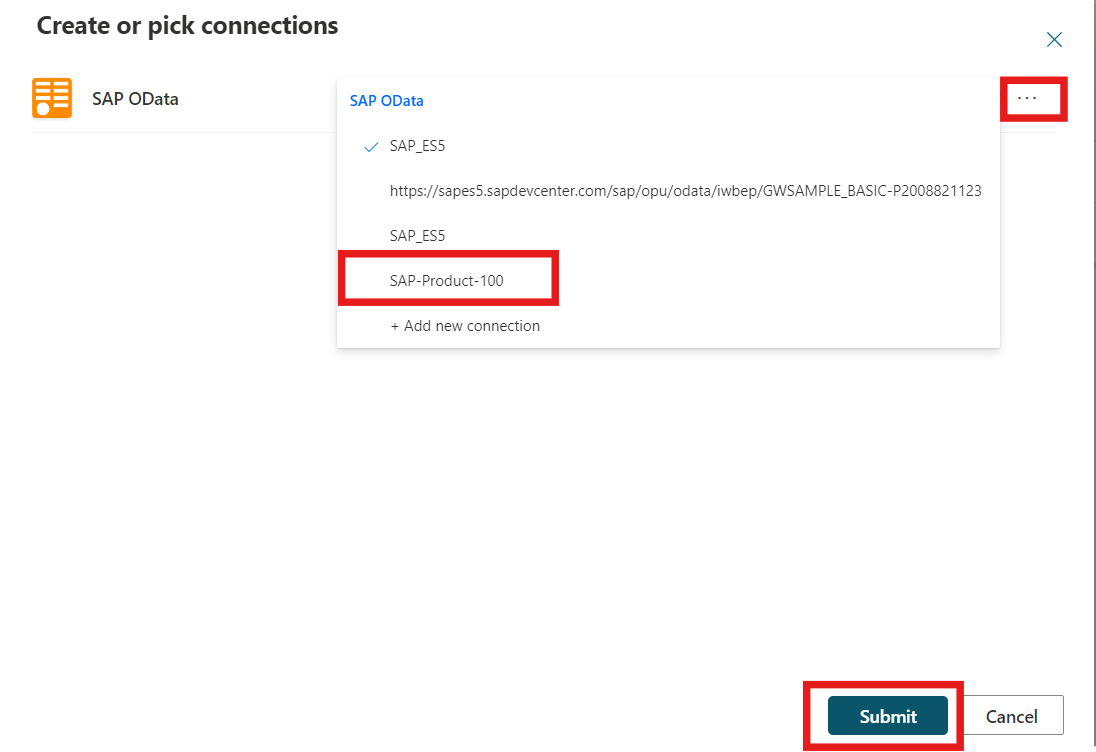 Create or pick connections
SAP OData
SAP OData
...
SAP_ES5
https://sapes5.sapdevcenter.com/sap/opu/odata/iwbep/GWSAMPLE_BASIC-P2008821123
SAP_ES5
SAP-Product-100
+ Add new connection
Submit
Cancel